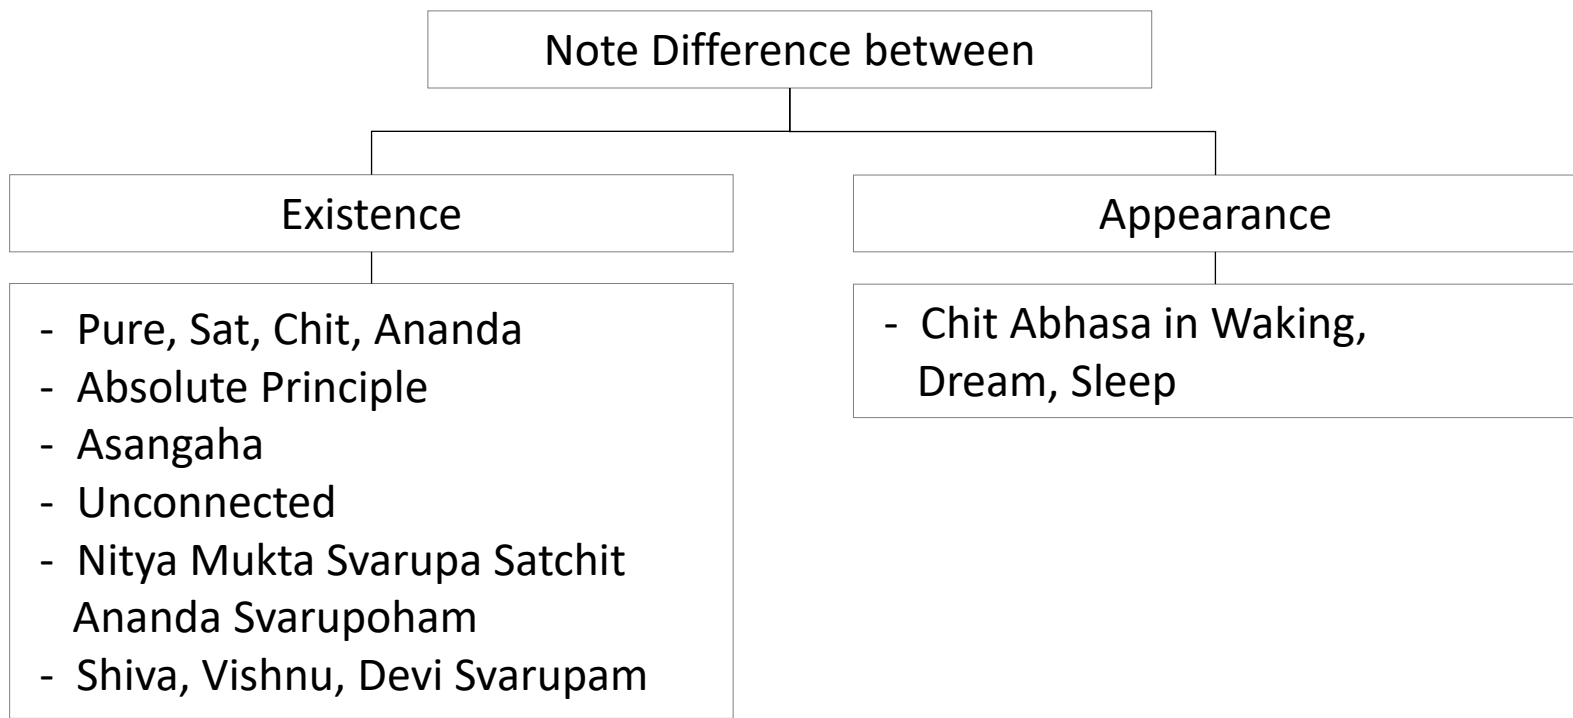 Note Difference between
Existence
- Pure, Sat, Chit, Ananda
- Absolute Principle
- Asangaha
- Unconnected
- Nitya Mukta Svarupa Satchit
Ananda Svarupoham
- Shiva, Vishnu, Devi Svarupam
Appearance
- Chit Abhasa in Waking,
Dream, Sleep